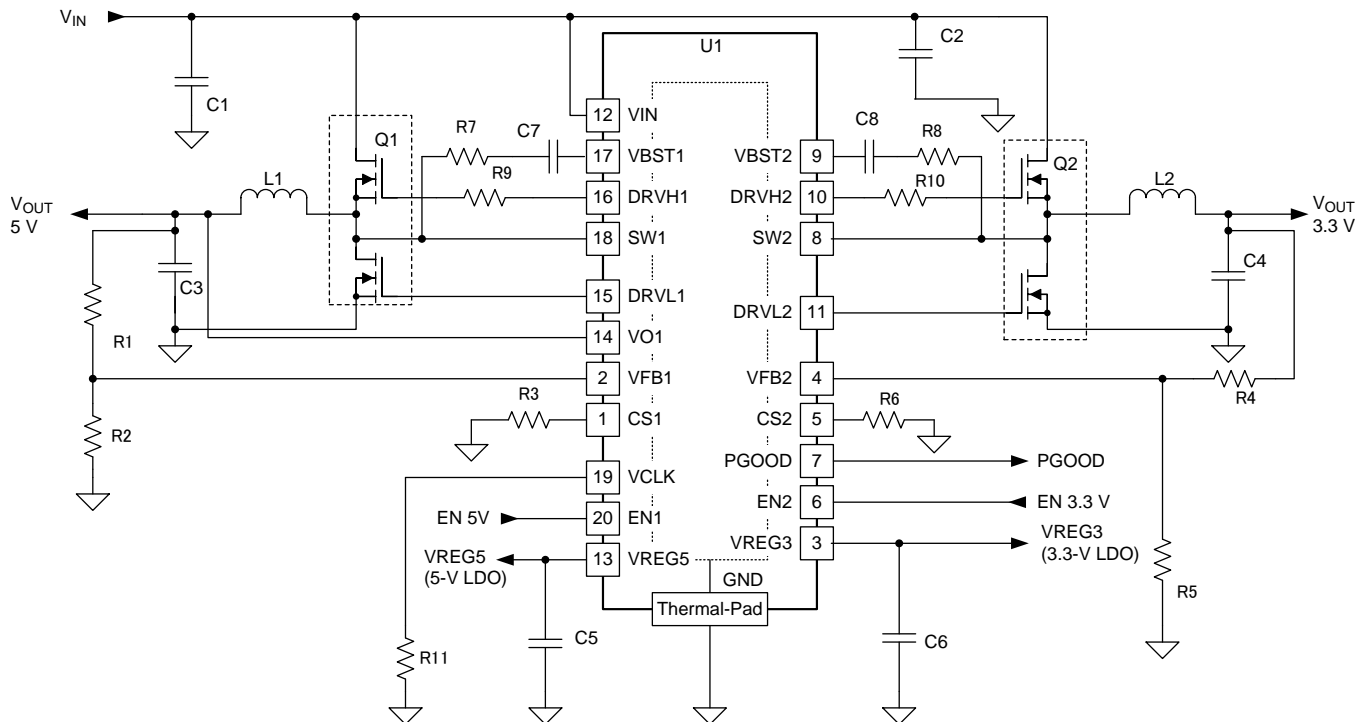 VIN
U1
C2
C1
12 VIN
Q1
R7
C7
C8
R8
17 VBST1
VBST2 9
Q2
L1
R9
R10
L2
16 DRVH1
DRVH2 10
VOUT
5 V
VOUT
3.3 V
18 SW1
SW2 8
C3
C4
15 DRVL1
DRVL2 11
R1
14 VO1
2 VFB1
VFB2 4
R3
R6
R4
R2
1 CS1
CS2 5
PGOOD 7
PGOOD
19 VCLK
EN2 6
EN 3.3 V
EN 5V
20 EN1
VREG3 3
VREG3
(3.3-V LDO)
VREG5
(5-V LDO)
13 VREG5
GND
R5
Thermal-Pad
C5
C6
R11